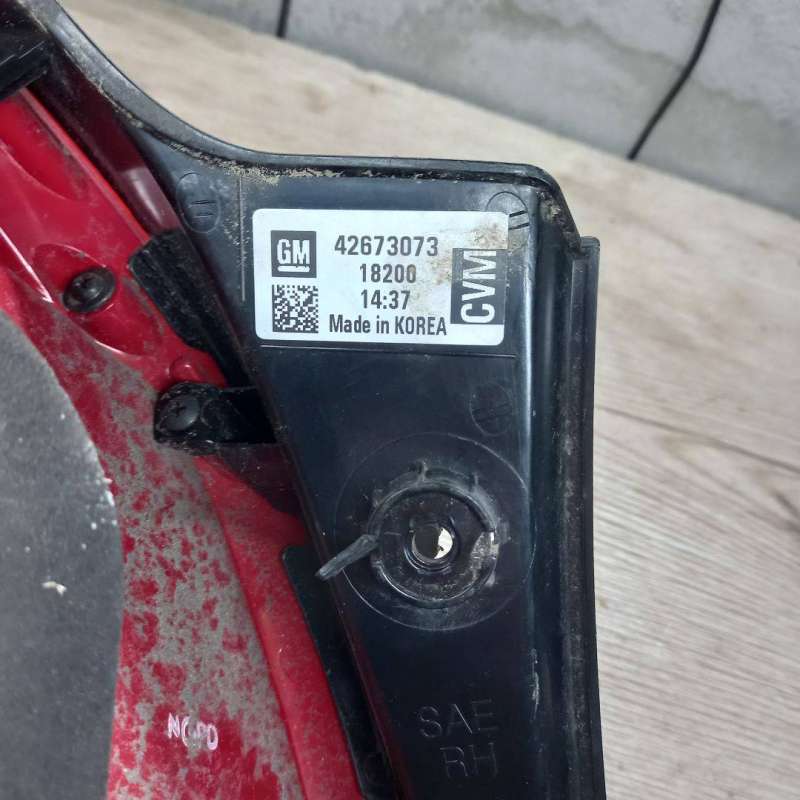 GM
42673073
18200
14:37
Made in KOREA
CVM
SAE
RH